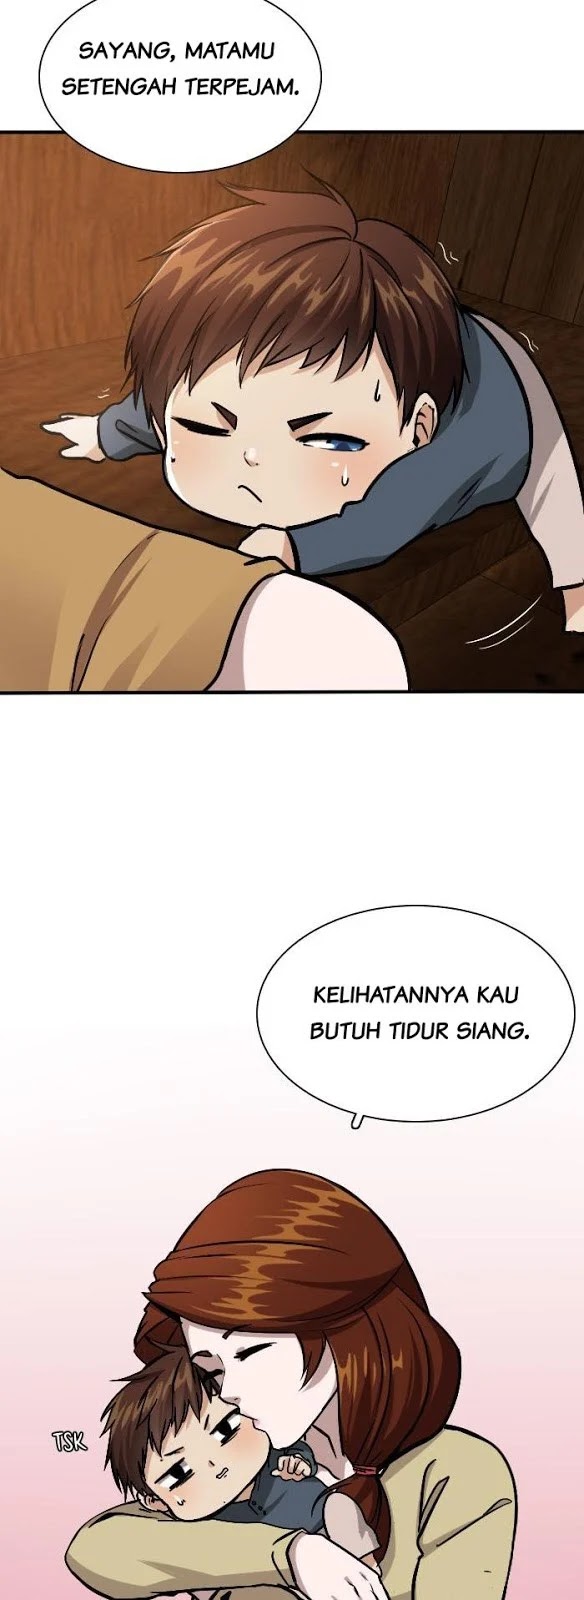 SAYANG, MATAMU
SETENGAH TERPEJAM.
KELIHATANNYA KAU
BUTUH TIDUR SIANG.
TSK